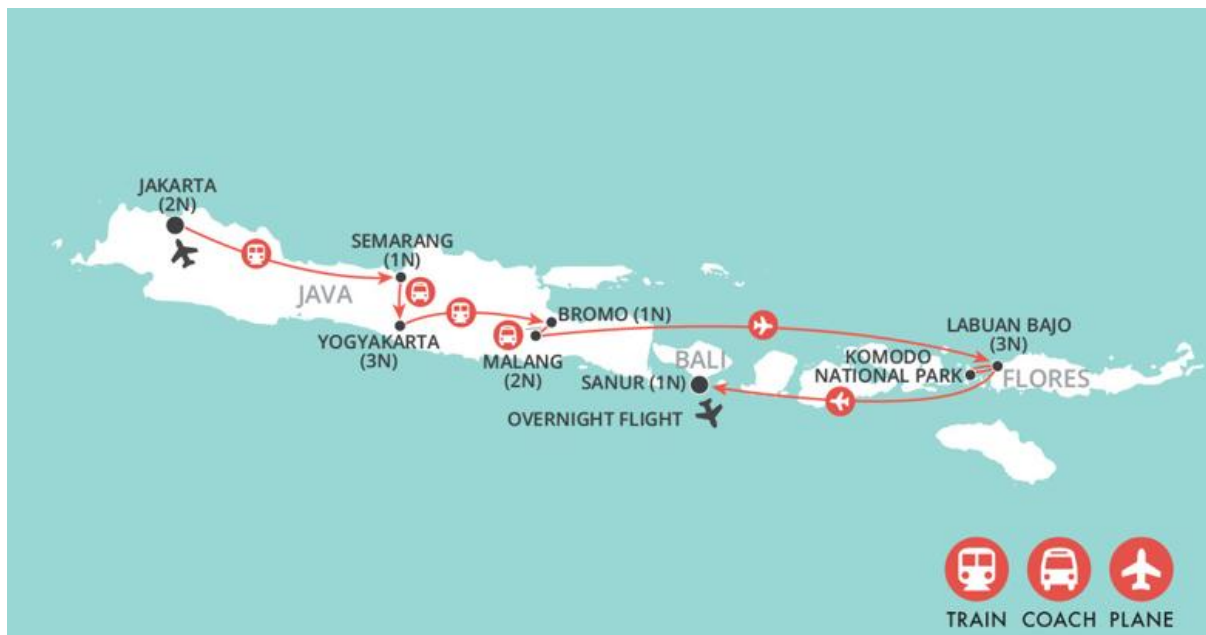 JAKARTA
(2N)
SEMARANG
(1N)
JAVA
YOGYAKARTA
(3N)
BROMO (1N)
MALANG
(2N)
BALI
SANUR (1N)
OVERNIGHT FLIGHT
LABUAN BAJO
(3N)
KOMODO
NATIONAL PARK
FLORES
TRAIN
COACH
PLANE